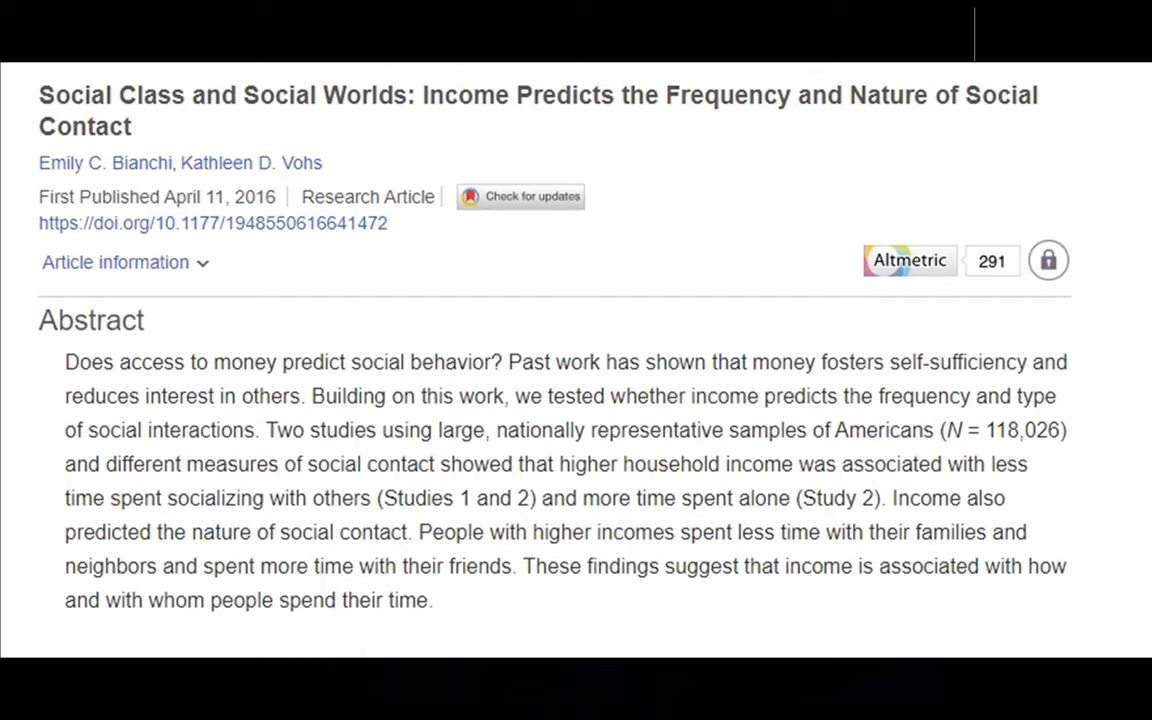 Social Class and Social Worlds: Income Predicts the Frequency and Nature of Social
Contact
Emily C. Bianchi, Kathleen D. Vohs
First Published April 11, 2016 Research Article Check for updates
https://doi.org/10.1177/1948550616641472
Article information
Altmetric 291
Abstract
Does access to money predict social behavior? Past work has shown that money fosters self-sufficiency and
reduces interest in others. Building on this work, we tested whether income predicts the frequency and type
of social interactions. Two studies using large, nationally representative samples of Americans (N = 118,026)
and different measures of social contact showed that higher household income was associated with less
time spent socializing with others (Studies 1 and 2) and more time spent alone (Study 2). Income also
predicted the nature of social contact. People with higher incomes spent less time with their families and
neighbors and spent more time with their friends. These findings suggest that income is associated with how
and with whom people spend their time.